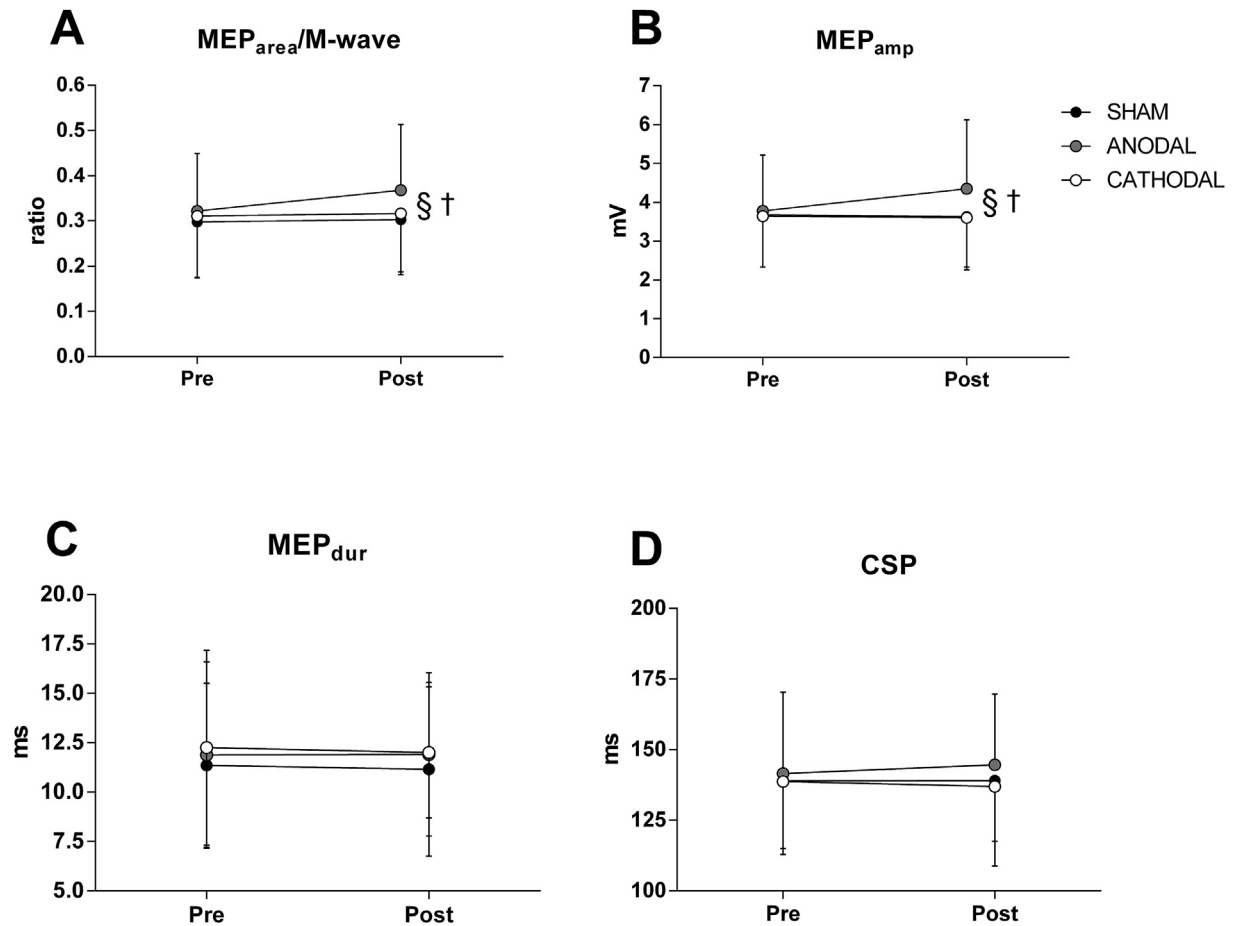 A
MEParea/M-wave
0.6
0.5
0.4
0.3
0.2
0.1
0.0
ratio
§ †
Pre Post
B
MEPamp
7
6
5
4
3
2
1
0
mV
§ †
Pre Post
SHAM
ANODAL
CATHODAL
C
MEPdur
20.0
17.5
15.0
12.5
10.0
7.5
5.0
ms
Pre Post
D
CSP
200
175
150
125
100
ms
Pre Post